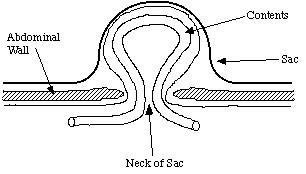 Contents
Abdominal
Wall
Sac
Neck of Sac